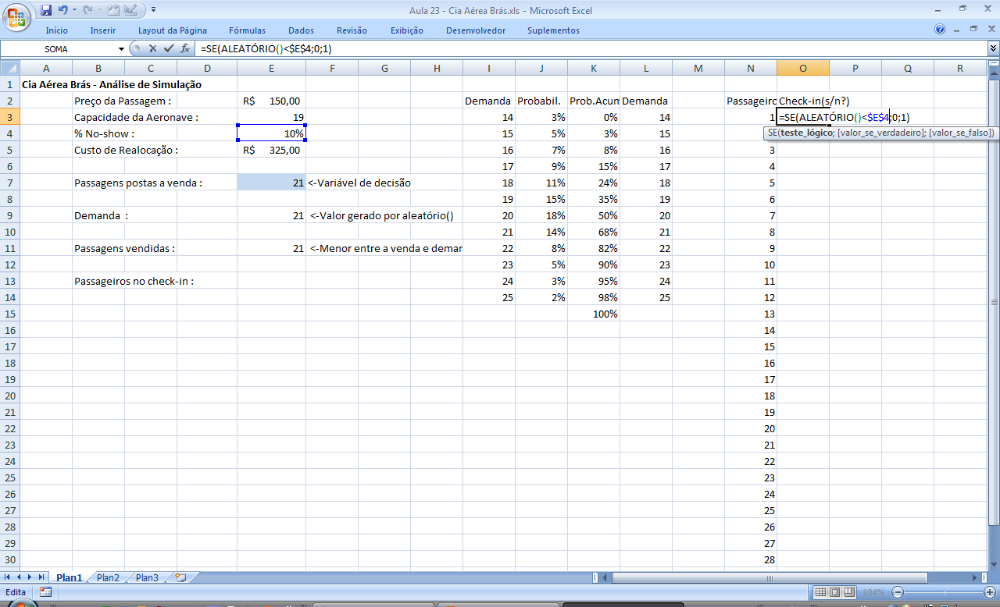 Aula 23 - Cia Aérea Brás.xls - Microsoft Excel
Início Inserir Layout da Página Fórmulas Dados Revisão Exibição Desenvolvedor Suplementos
SOMA fx =SE(ALEATÓRIO()<$E$4;0;1)
A B C D E F G H I J K L M N O P Q R
1 Cia Aérea Brás - Análise de Simulação
2 Preço da Passagem : R$ 150,00 Demanda Probabil. Prob.Acum Demanda Passageiro Check-in(s/n?)
3 Capacidade da Aeronave : 19 14 3% 0% 14 1 =SE(ALEATÓRIO()<$E$4;0;1)
4 % No-show : 10% 15 5% 3% 15 SE(teste_lógico; [valor_se_verdadeiro]; [valor_se_falso])
5 Custo de Realocação : R$ 325,00 16 7% 8% 16 3
6 17 9% 15% 17 4
7 Passagens postas a venda : 21 <-Variável de decisão 18 11% 24% 18 5
8 19 15% 35% 19 6
9 Demanda : 21 <-Valor gerado por aleatório() 20 18% 50% 20 7
10 21 14% 68% 21 8
11 Passagens vendidas : 21 <-Menor entre a venda e demar 22 8% 82% 22 9
12 23 5% 90% 23 10
13 Passageiros no check-in : 24 3% 95% 24 11
14 25 2% 98% 25 12
15 100% 13
16 14
17 15
18 16
19 17
20 18
21 19
22 20
23 21
24 22
25 23
26 24
27 25
28 26
29 27
30 28
Plan1 Plan2 Plan3
Edita 104%